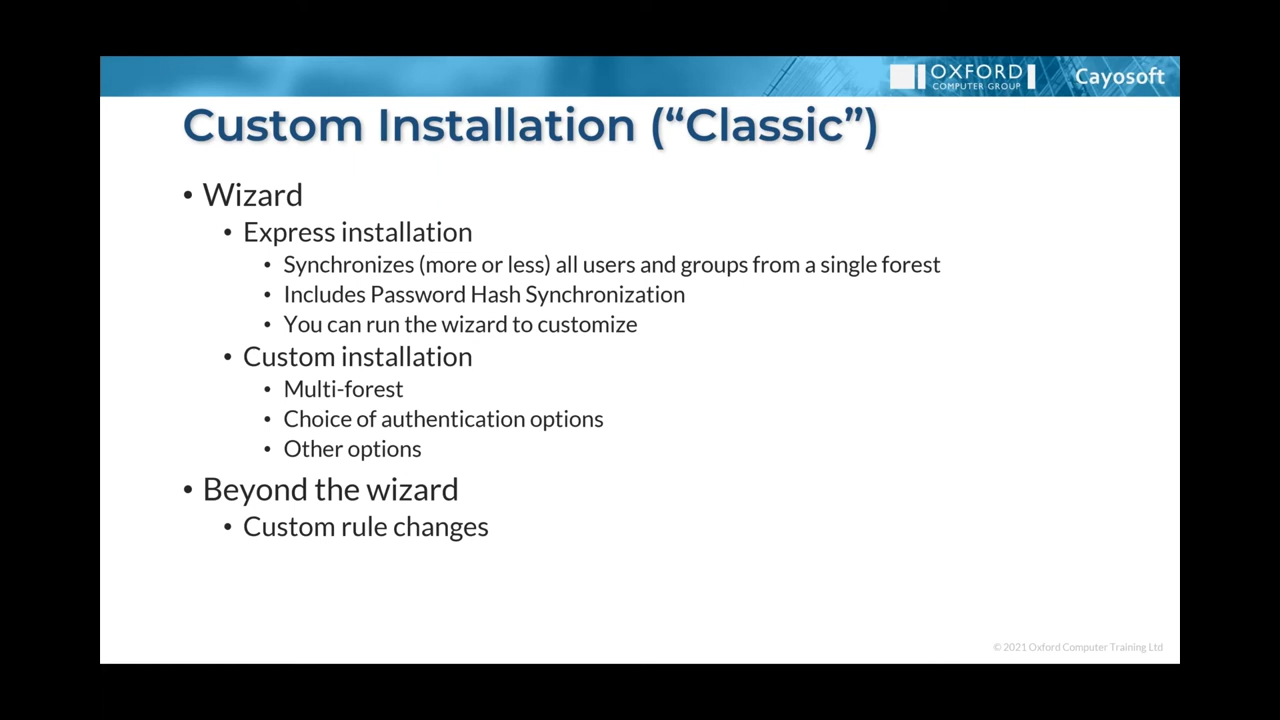 OXFORD
COMPUTER GROUP
Cayosoft
Custom Installation (“Classic”)
• Wizard
• Express installation
• Synchronizes (more or less) all users and groups from a single forest
• Includes Password Hash Synchronization
• You can run the wizard to customize
• Custom installation
• Multi-forest
• Choice of authentication options
• Other options
• Beyond the wizard
• Custom rule changes
© 2021 Oxford Computer Training Ltd